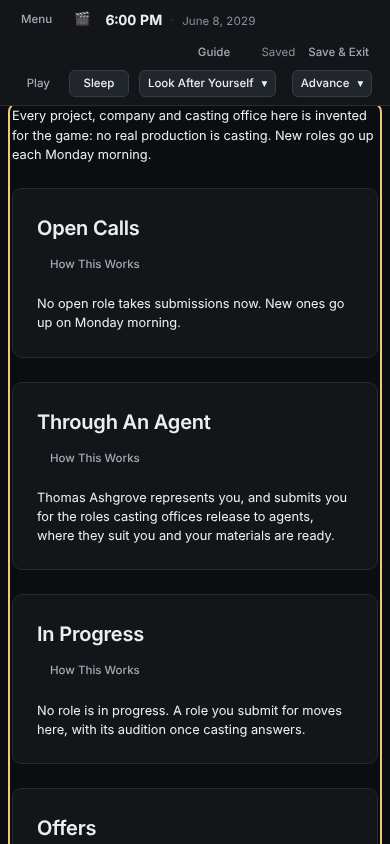 Menu 🎬 6:00 PM · June 8, 2029
Guide Saved Save & Exit
Play Sleep Look After Yourself ▾ Advance ▾
Every project, company and casting office here is invented
for the game: no real production is casting. New roles go up
each Monday morning.
Open Calls
How This Works
No open role takes submissions now. New ones go
up on Monday morning.
Through An Agent
How This Works
Thomas Ashgrove represents you, and submits you
for the roles casting offices release to agents,
where they suit you and your materials are ready.
In Progress
How This Works
No role is in progress. A role you submit for moves
here, with its audition once casting answers.
Offers